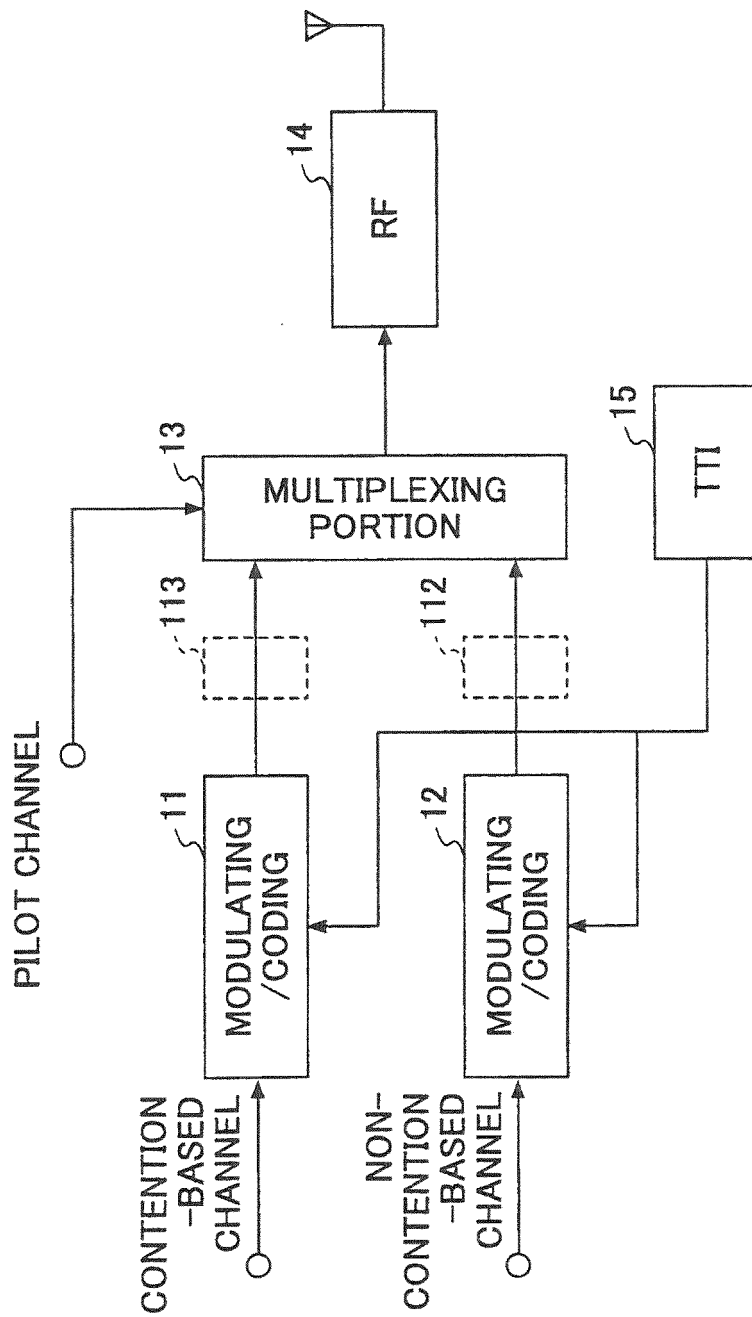 PILOT CHANNEL
CONTENTION
-BASED
CHANNEL
11
MODULATING
/CODING
113
13
MULTIPLEXING
PORTION
14
RF
NON-
CONTENTION
-BASED
CHANNEL
12
MODULATING
/CODING
112
15
TTI